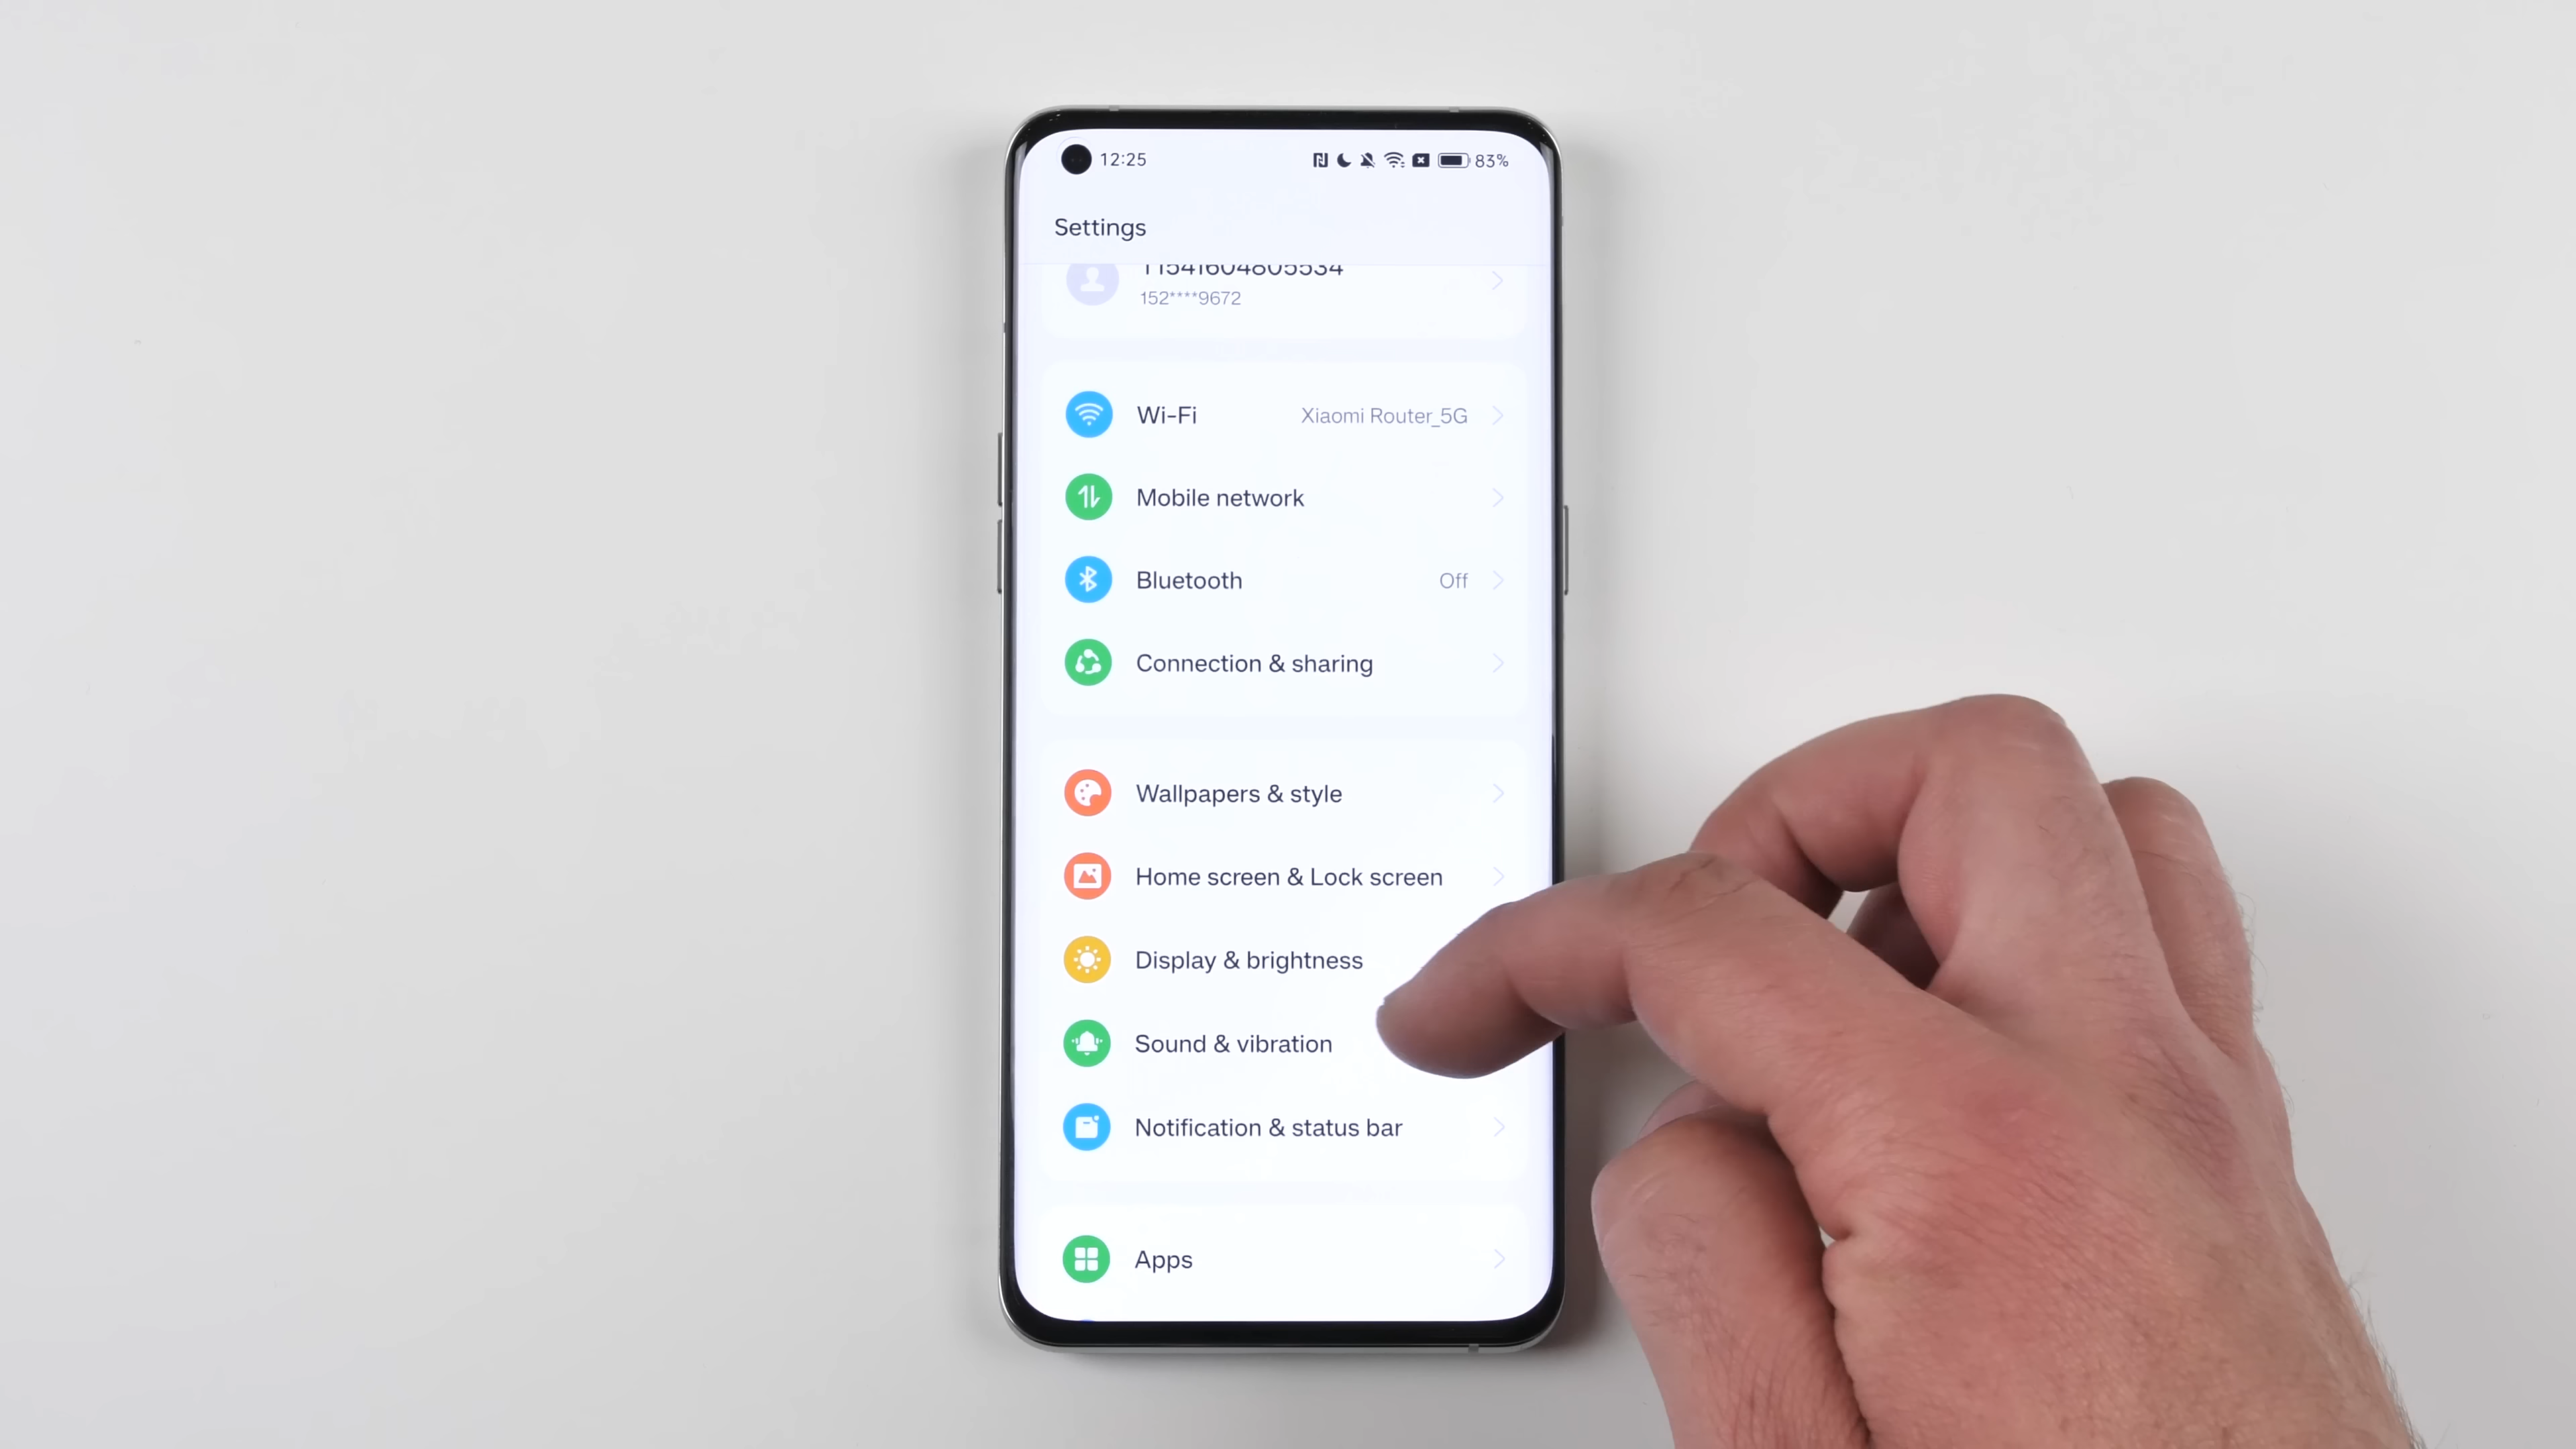 12:25
83%
Settings
152****9672
Wi-Fi
Xiaomi Router_5G
Mobile network
Bluetooth
Off
Connection & sharing
Wallpapers & style
Home screen & Lock screen
Display & brightness
Sound & vibration
Notification & status bar
Apps